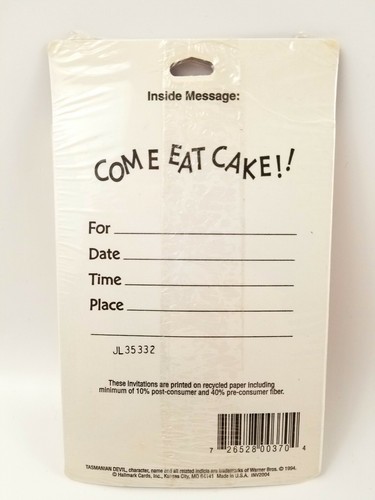 Inside Message:
COME EAT CAKE!!
For
Date
Time
Place
JL35332
These Invitations are printed on recycled paper including
minimum of 10% post-consumer and 40% pre-consumer fiber.
7 26528 00370 4
TASMANIAN DEVIL, character, name and all related indicia are trademarks of Warner Bros. © 1994.
© Hallmark Cards, Inc., Kansas City, MO 64141 Made in U.S.A. INV2004